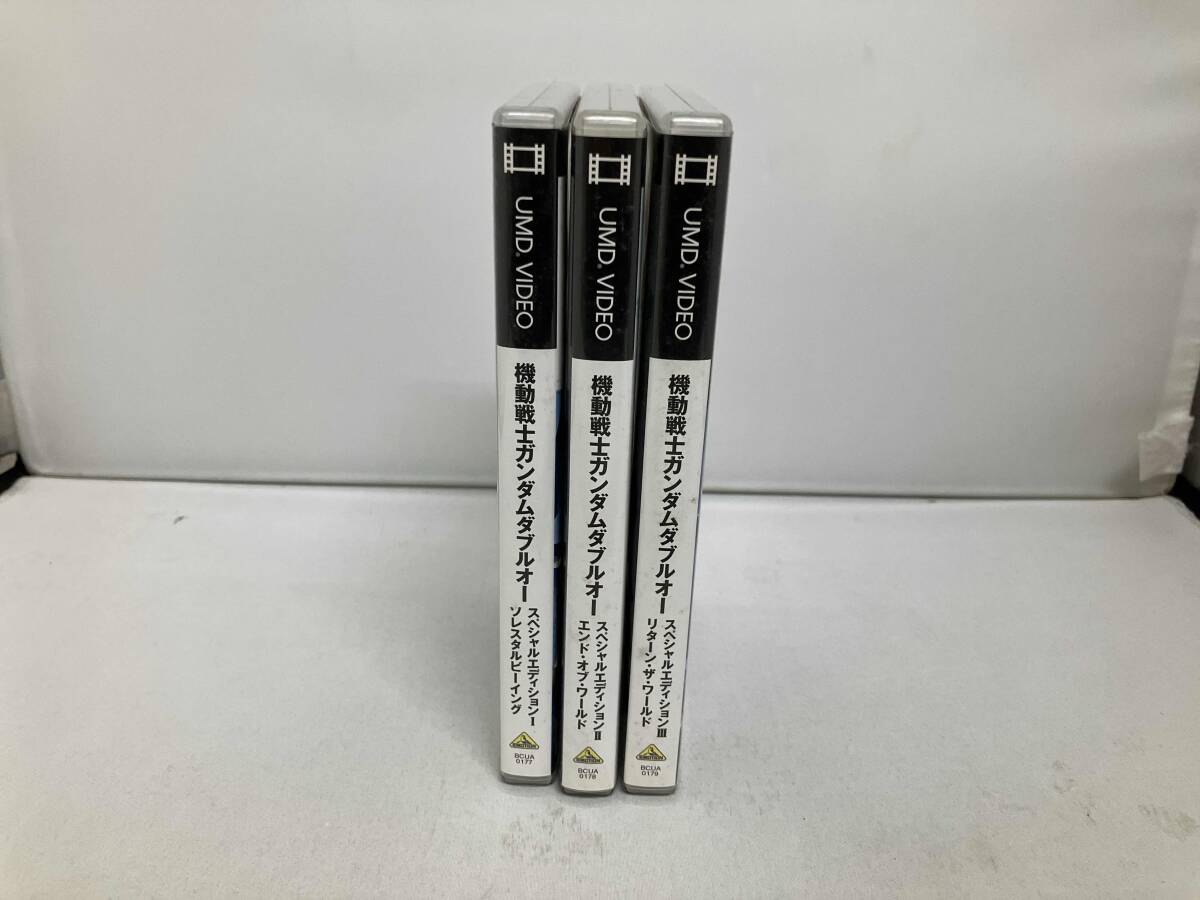 UMD. VIDEO
機動戦士ガンダムダブルオー
スペシャルエディションI
ソレスタルビーイング
EMOTION
BCUA
0177
UMD. VIDEO
機動戦士ガンダムダブルオー
スペシャルエディションII
エンド・オブ・ワールド
EMOTION
BCUA
0178
UMD. VIDEO
機動戦士ガンダムダブルオー
スペシャルエディションIII
リターン・ザ・ワールド
EMOTION
BCUA
0179